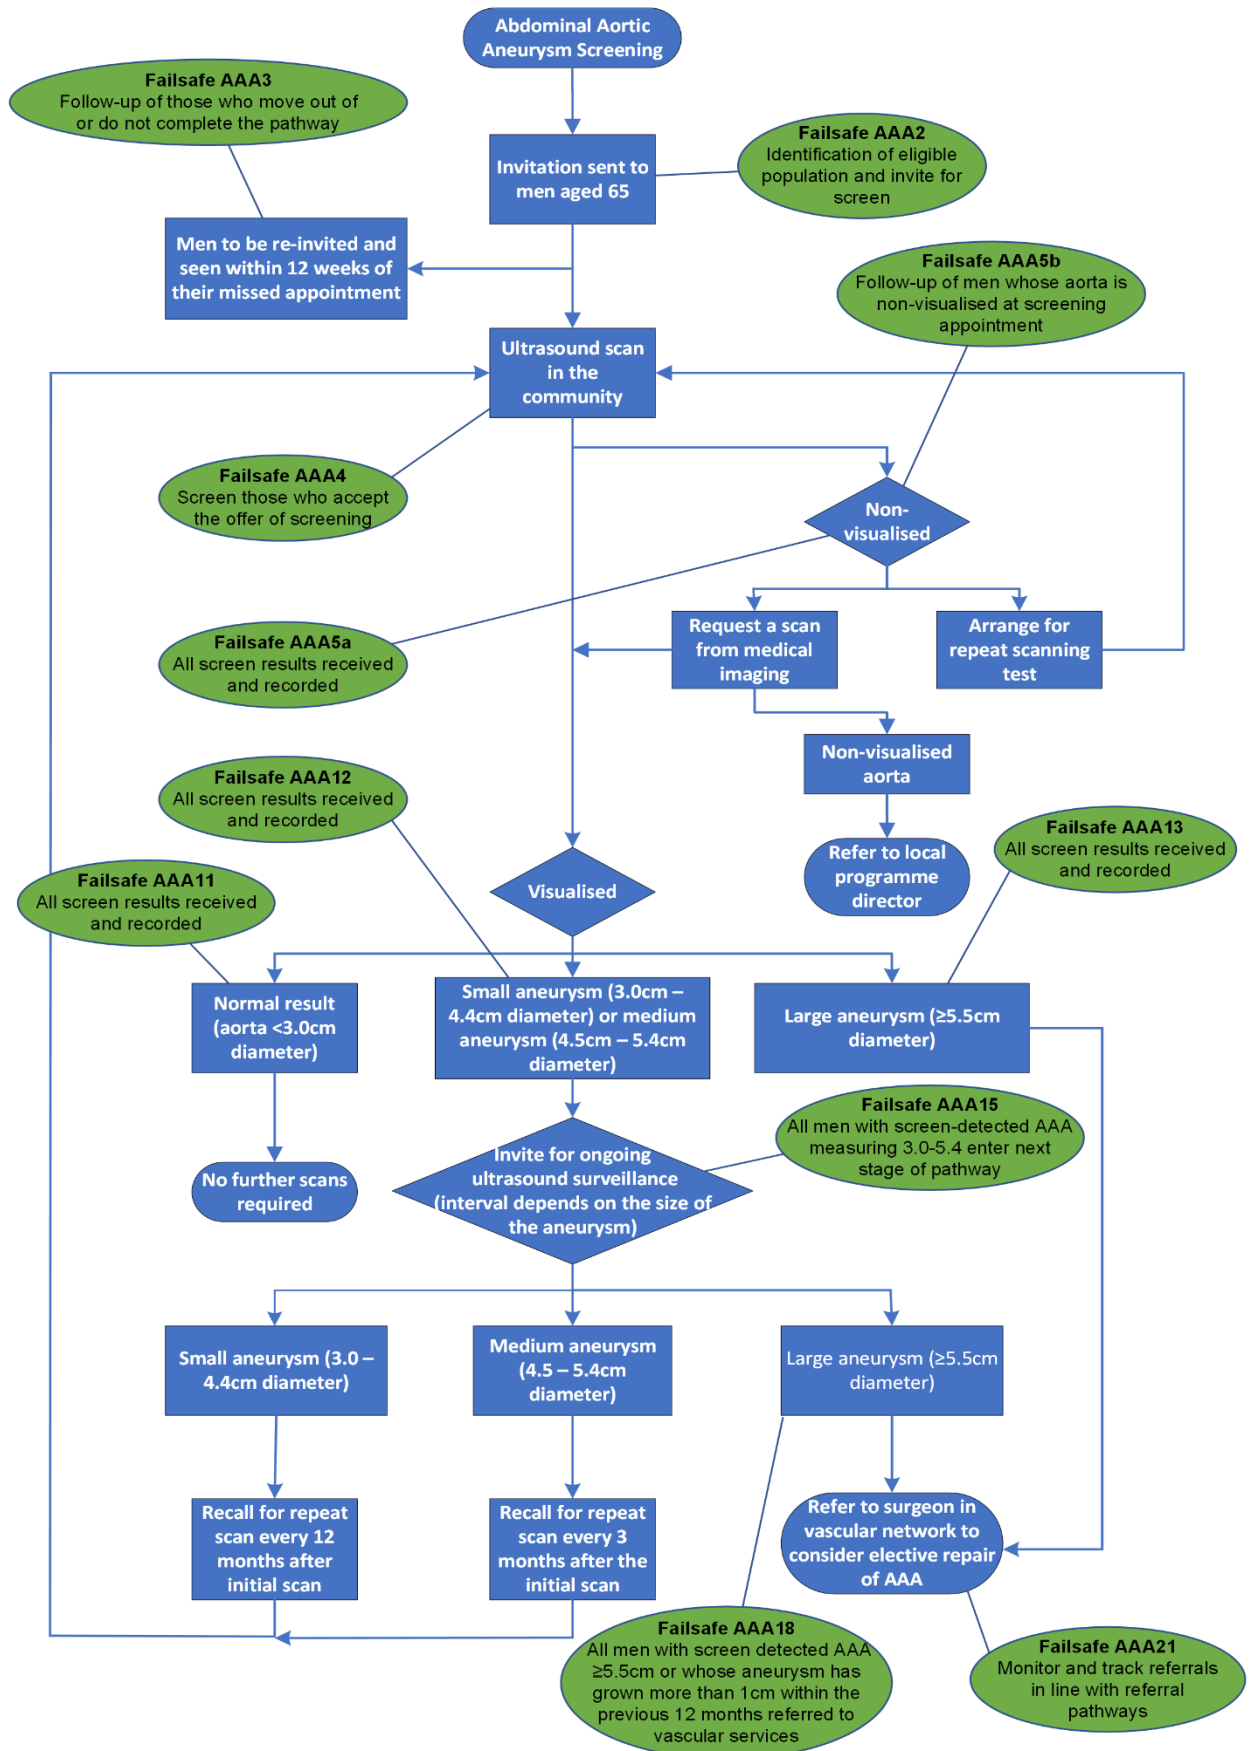 Abdominal Aortic
Aneurysm Screening
Failsafe AAA3
Follow-up of those who move out of
or do not complete the pathway
Failsafe AAA2
Identification of eligible
population and invite for
screen
Invitation sent to
men aged 65
Men to be re-invited and
seen within 12 weeks of
their missed appointment
Failsafe AAA5b
Follow-up of men whose aorta is
non-visualised at screening
appointment
Ultrasound scan
in the
community
Failsafe AAA4
Screen those who accept
the offer of screening
Non-
visualised
Failsafe AAA5a
All screen results received
and recorded
Request a scan
from medical
imaging
Arrange for
repeat scanning
test
Non-visualised
aorta
Failsafe AAA12
All screen results received
and recorded
Refer to local
programme
director
Failsafe AAA13
All screen results received
and recorded
Failsafe AAA11
All screen results received
and recorded
Visualised
Normal result
(aorta <3.0cm
diameter)
Small aneurysm (3.0cm –
4.4cm diameter) or medium
aneurysm (4.5cm – 5.4cm
diameter)
Large aneurysm (≥5.5cm
diameter)
Failsafe AAA15
All men with screen-detected AAA
measuring 3.0-5.4 enter next
stage of pathway
No further scans
required
Invite for ongoing
ultrasound surveillance
(interval depends on the size of
the aneurysm)
Small aneurysm (3.0 –
4.4cm diameter)
Medium aneurysm
(4.5 – 5.4cm
diameter)
Large aneurysm (≥5.5cm
diameter)
Recall for repeat
scan every 12
months after
initial scan
Recall for repeat
scan every 3
months after the
initial scan
Refer to surgeon in
vascular network to
consider elective repair
of AAA
Failsafe AAA18
All men with screen detected AAA
≥5.5cm or whose aneurysm has
grown more than 1cm within the
previous 12 months referred to
vascular services
Failsafe AAA21
Monitor and track referrals
in line with referral
pathways